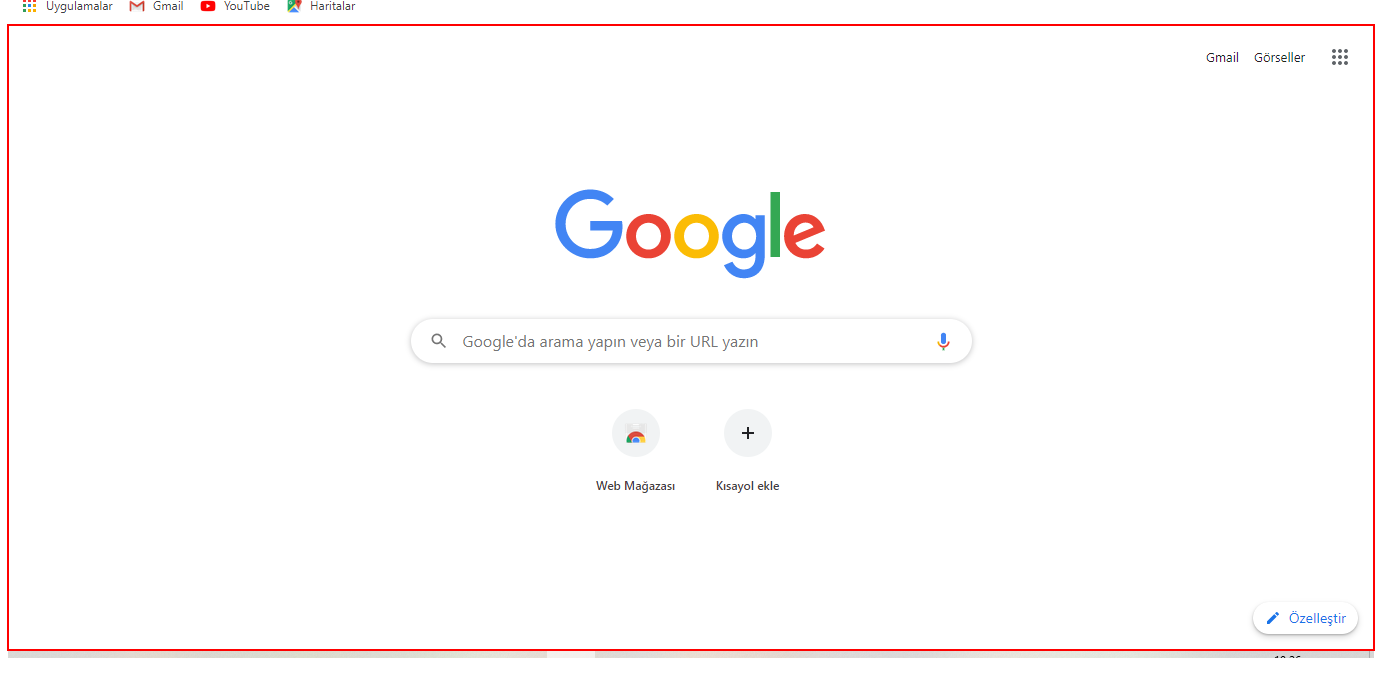 Uygulamalar Gmail YouTube Haritalar
Gmail Görseller
Google
Google'da arama yapın veya bir URL yazın
Web Mağazası Kısayol ekle
Özelleştir